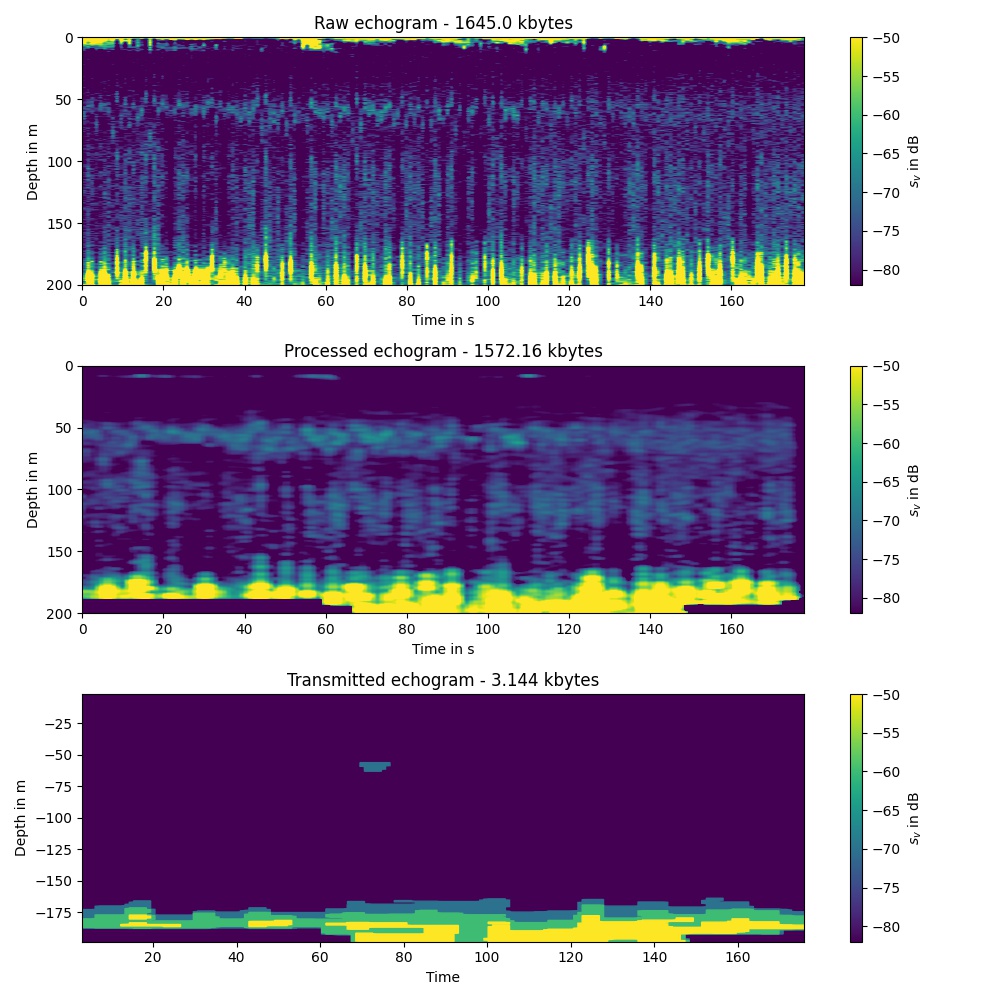 Raw echogram - 1645.0 kbytes
0
50
100
150
200
Depth in m
0 20 40 60 80 100 120 140 160
Time in s
−50
−55
−60
−65
−70
−75
−80
s_v in dB
Processed echogram - 1572.16 kbytes
0
50
100
150
200
Depth in m
0 20 40 60 80 100 120 140 160
Time in s
−50
−55
−60
−65
−70
−75
−80
s_v in dB
Transmitted echogram - 3.144 kbytes
−25
−50
−75
−100
−125
−150
−175
Depth in m
20 40 60 80 100 120 140 160
Time
−50
−55
−60
−65
−70
−75
−80
s_v in dB